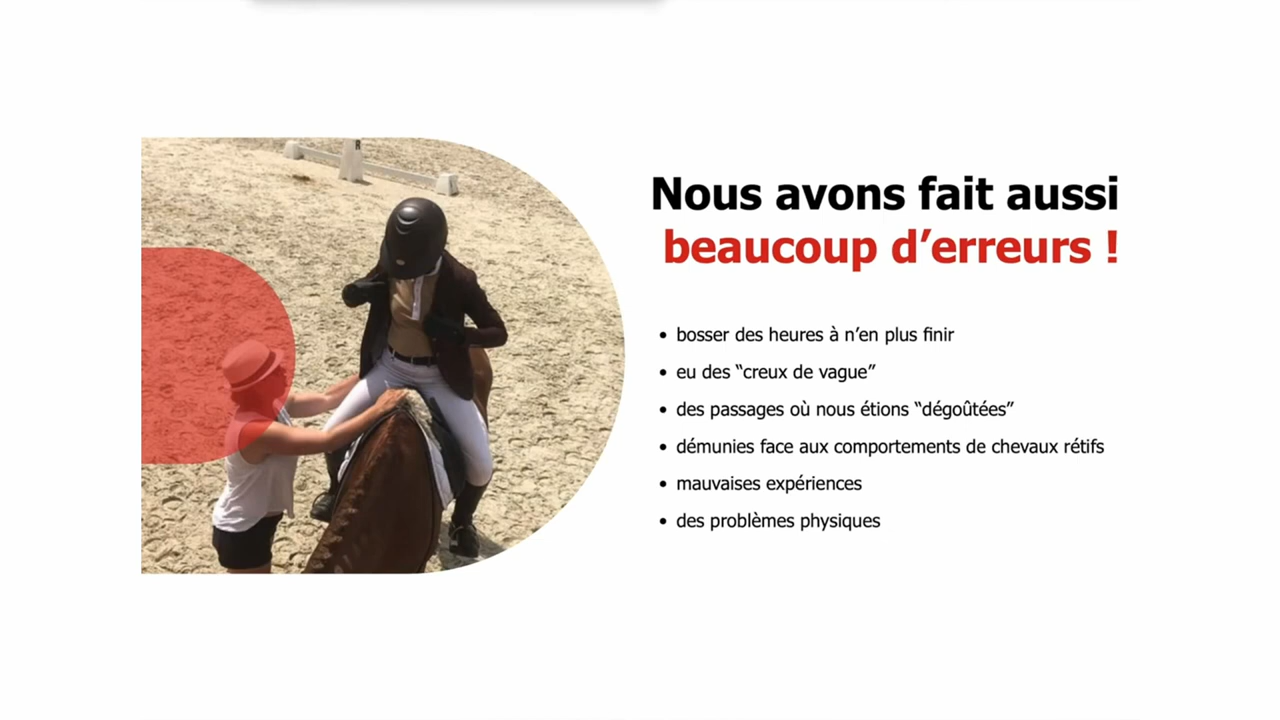 R
Nous avons fait aussi
beaucoup d’erreurs !
• bosser des heures à n’en plus finir
• eu des “creux de vague”
• des passages où nous étions “dégoûtées”
• démunies face aux comportements de chevaux rétifs
• mauvaises expériences
• des problèmes physiques